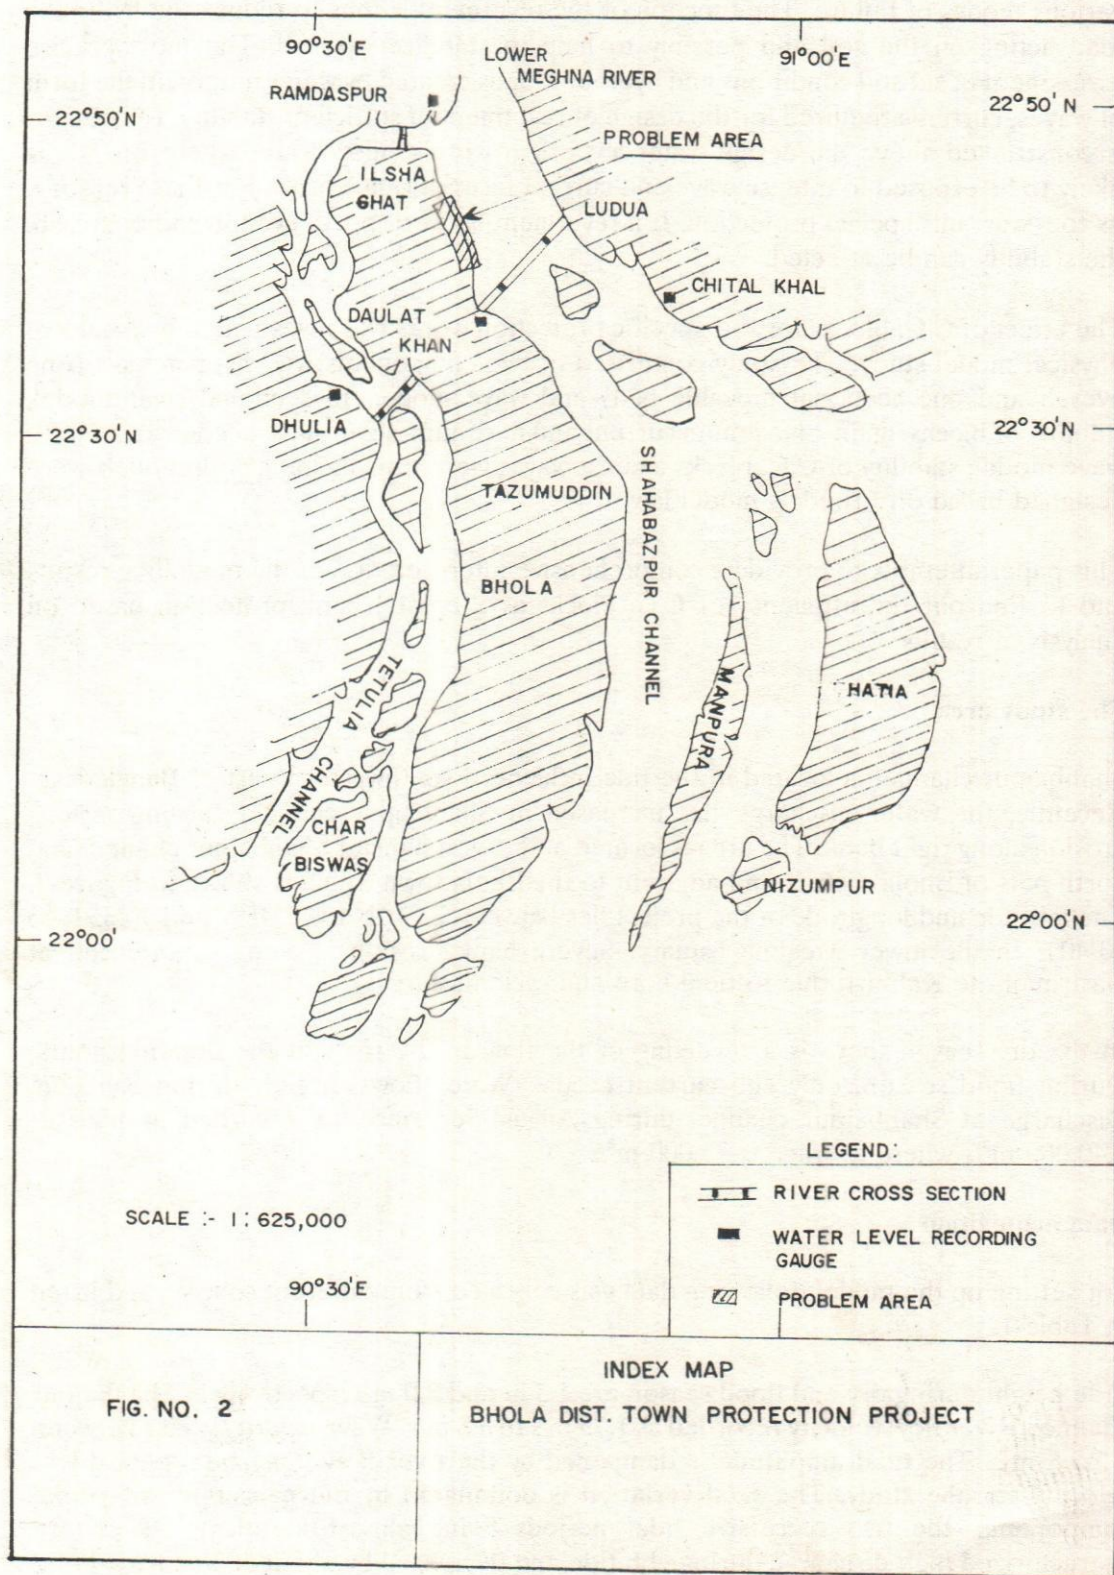 90°30'E
LOWER
MEGHNA RIVER
91°00'E
RAMDASPUR
22°50'N
22°50'N
PROBLEM AREA
ILSHA
GHAT
LUDUA
CHITAL KHAL
DAULAT
KHAN
DHULIA
22°30'N
22°30'N
TAZUMUDDIN
SHAHABAZPUR CHANNEL
BHOLA
TETULIA
CHANNEL
MANPURA
HATIA
CHAR
BISWAS
NIZUMPUR
22°00'
22°00'N
LEGEND:
RIVER CROSS SECTION
SCALE :- 1:625,000
WATER LEVEL RECORDING
GAUGE
90°30'E
PROBLEM AREA
INDEX MAP
FIG. NO. 2
BHOLA DIST. TOWN PROTECTION PROJECT